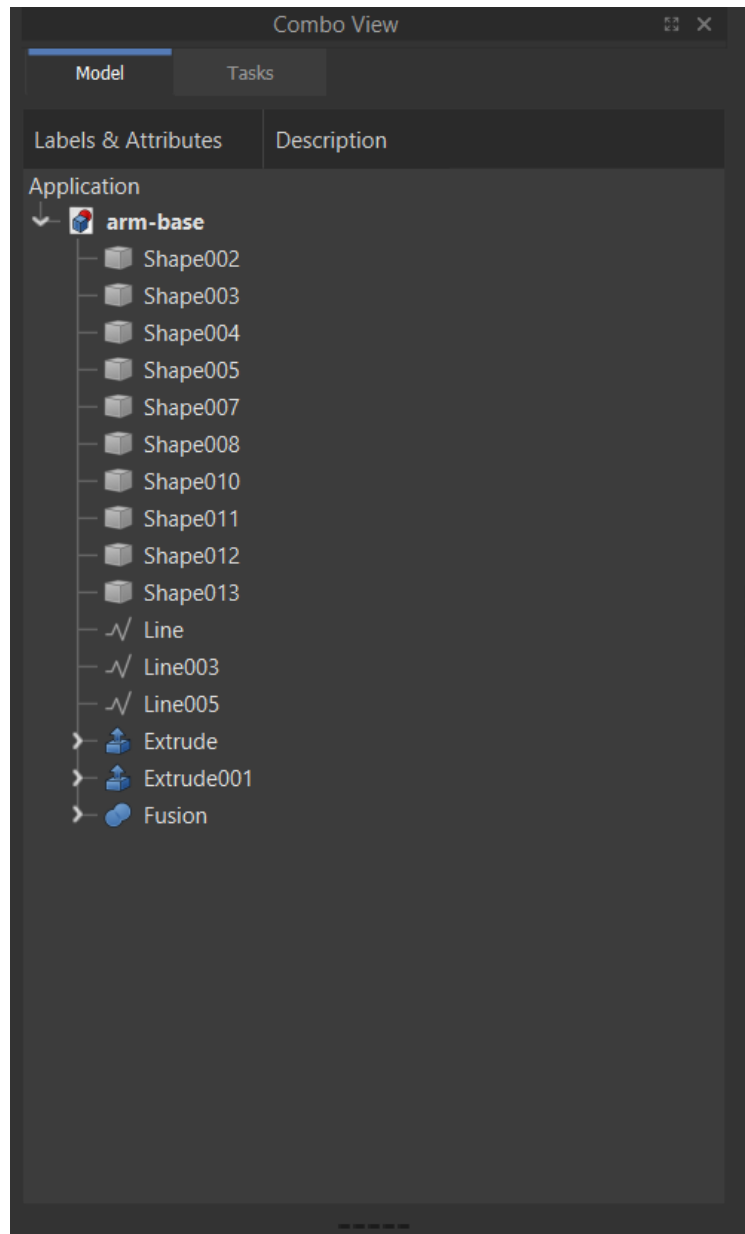 Combo View
Model Tasks
Labels & Attributes Description
Application
arm-base
Shape002
Shape003
Shape004
Shape005
Shape007
Shape008
Shape010
Shape011
Shape012
Shape013
Line
Line003
Line005
Extrude
Extrude001
Fusion